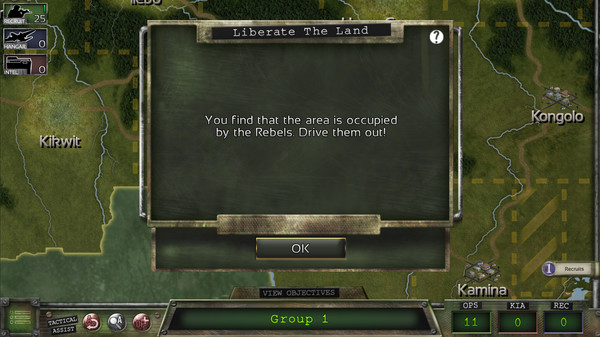 RECRUIT
25
HANGAR
0
INTEL
0
Liberate The Land
?
You find that the area is occupied
by the Rebels. Drive them out!
OK
Kikwit
Kongolo
Kamina
1 Recruits
VIEW OBJECTIVES
TACTICAL
ASSIST
A
Group 1
OPS
KIA
REC
11
0
0